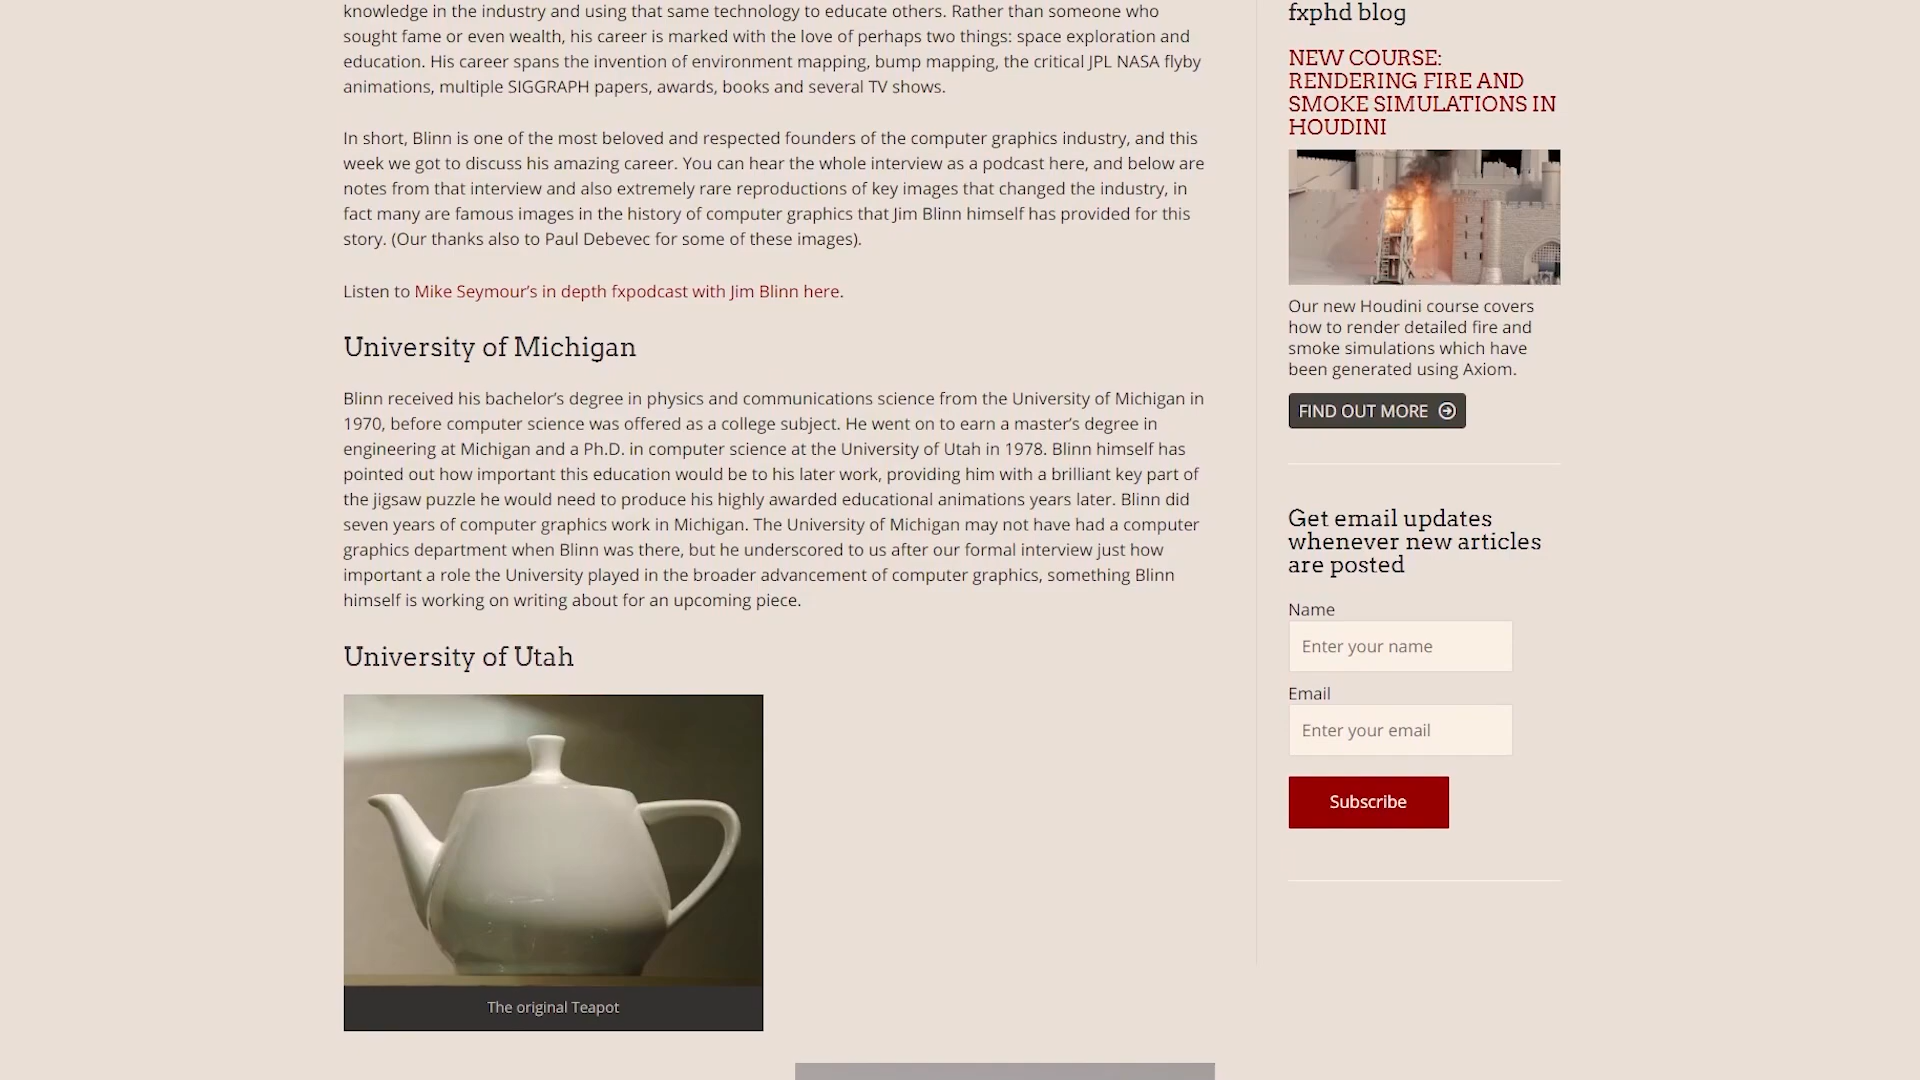 knowledge in the industry and using that same technology to educate others. Rather than someone who
sought fame or even wealth, his career is marked with the love of perhaps two things: space exploration and
education. His career spans the invention of environment mapping, bump mapping, the critical JPL NASA flyby
animations, multiple SIGGRAPH papers, awards, books and several TV shows.
In short, Blinn is one of the most beloved and respected founders of the computer graphics industry, and this
week we got to discuss his amazing career. You can hear the whole interview as a podcast here, and below are
notes from that interview and also extremely rare reproductions of key images that changed the industry, in
fact many are famous images in the history of computer graphics that Jim Blinn himself has provided for this
story. (Our thanks also to Paul Debevec for some of these images).
Listen to Mike Seymour’s in depth fxpodcast with Jim Blinn here.
University of Michigan
Blinn received his bachelor’s degree in physics and communications science from the University of Michigan in
1970, before computer science was offered as a college subject. He went on to earn a master’s degree in
engineering at Michigan and a Ph.D. in computer science at the University of Utah in 1978. Blinn himself has
pointed out how important this education would be to his later work, providing him with a brilliant key part of
the jigsaw puzzle he would need to produce his highly awarded educational animations years later. Blinn did
seven years of computer graphics work in Michigan. The University of Michigan may not have had a computer
graphics department when Blinn was there, but he underscored to us after our formal interview just how
important a role the University played in the broader advancement of computer graphics, something Blinn
himself is working on writing about for an upcoming piece.
University of Utah
The original Teapot
fxphd blog
NEW COURSE:
RENDERING FIRE AND
SMOKE SIMULATIONS IN
HOUDINI
Our new Houdini course covers
how to render detailed fire and
smoke simulations which have
been generated using Axiom.
FIND OUT MORE
Get email updates
whenever new articles
are posted
Name
Enter your name
Email
Enter your email
Subscribe